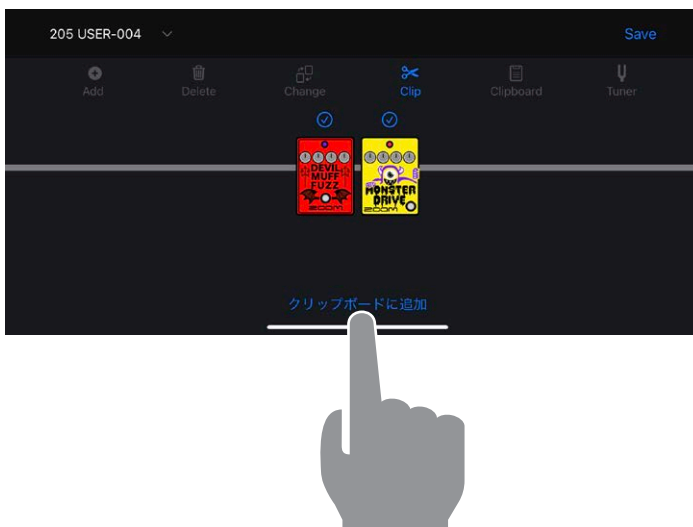 205 USER-004
Save
Add
Delete
Change
Clip
Clipboard
Tuner
DEVIL
MUFF
FUZZ
ZOOM
MONSTER
DRIVE
ZOOM
クリップボードに追加